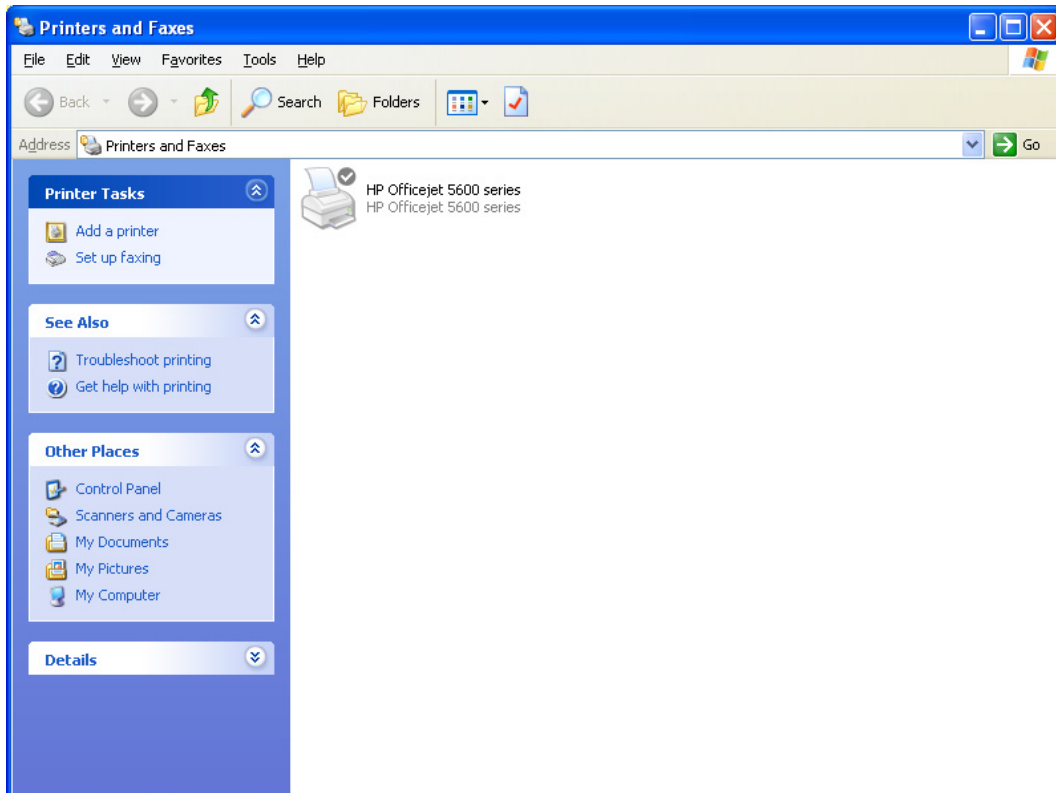 Printers and Faxes
File Edit View Favorites Tools Help
Back Search Folders
Address Printers and Faxes Go
Printer Tasks
Add a printer
Set up faxing
See Also
Troubleshoot printing
Get help with printing
Other Places
Control Panel
Scanners and Cameras
My Documents
My Pictures
My Computer
Details
HP Officejet 5600 series
HP Officejet 5600 series